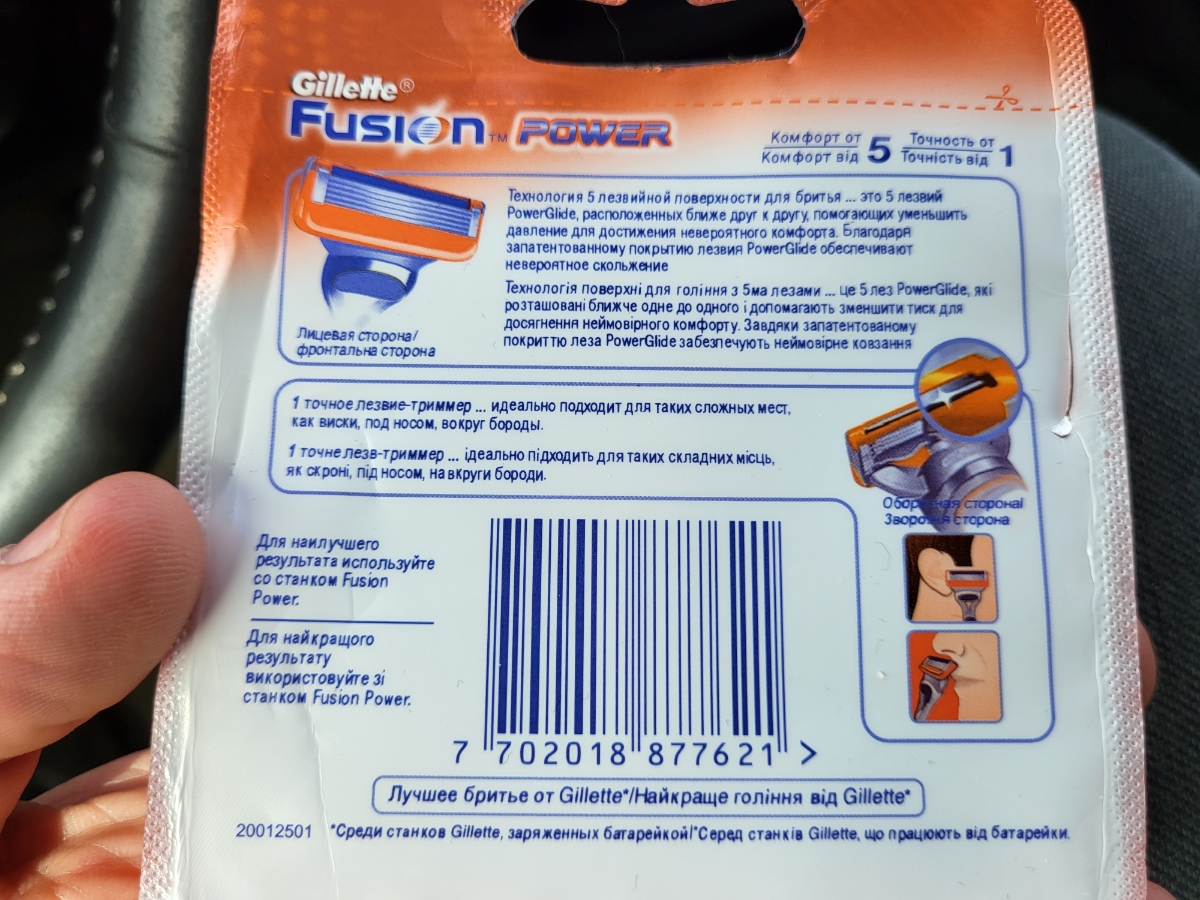 Gillette®
Fusion™ POWER
Комфорт от
Комфорт від 5
Точность от
Точність від 1
Технология 5 лезвийной поверхности для бритья ... это 5 лезвий
PowerGlide, расположенных ближе друг к другу, помогающих уменьшить
давление для достижения невероятного комфорта. Благодаря
запатентованному покрытию лезвия PowerGlide обеспечивают
невероятное скольжение
Технологія поверхні для гоління з 5ма лезами ... це 5 лез PowerGlide, які
розташовані ближче одне до одного і допомагають зменшити тиск для
досягнення неймовірного комфорту. Завдяки запатентованому
покриттю леза PowerGlide забезпечують неймовірне ковзання
Лицевая сторона/
фронтальна сторона
1 точное лезвие-триммер ... идеально подходит для таких сложных мест,
как виски, под носом, вокруг бороды.
1 точне лезв-триммер ... ідеально підходить для таких складних місць,
як скроні, під носом, навкруги бороди.
Оборотная сторона/
Зворотня сторона
Для наилучшего
результата используйте
со станком Fusion
Power.
Для найкращого
результату
використовуйте зі
станком Fusion Power.
7 702018 877621 >
Лучшее бритье от Gillette*/Найкраще гоління від Gillette*
20012501 *Среди станков Gillette, заряженных батарейкой/*Серед станків Gillette, що працюють від батарейки.